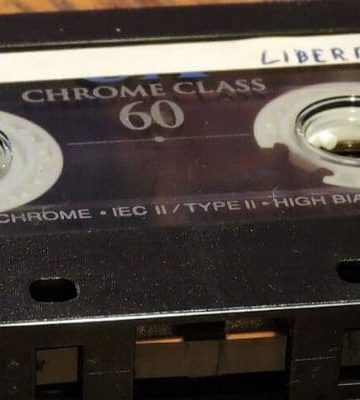 LIBER
CHROME CLASS
60
CHROME • IEC II / TYPE II • HIGH BIA